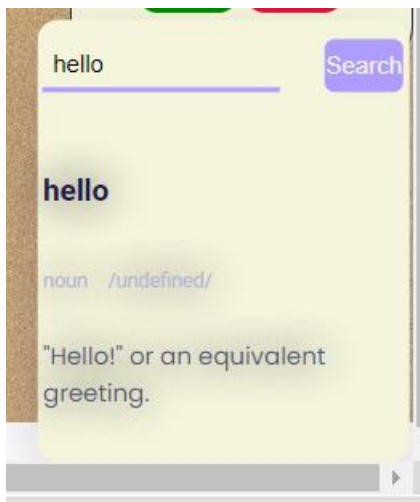 hello
Search
hello
noun /undefined/
"Hello!" or an equivalent
greeting.